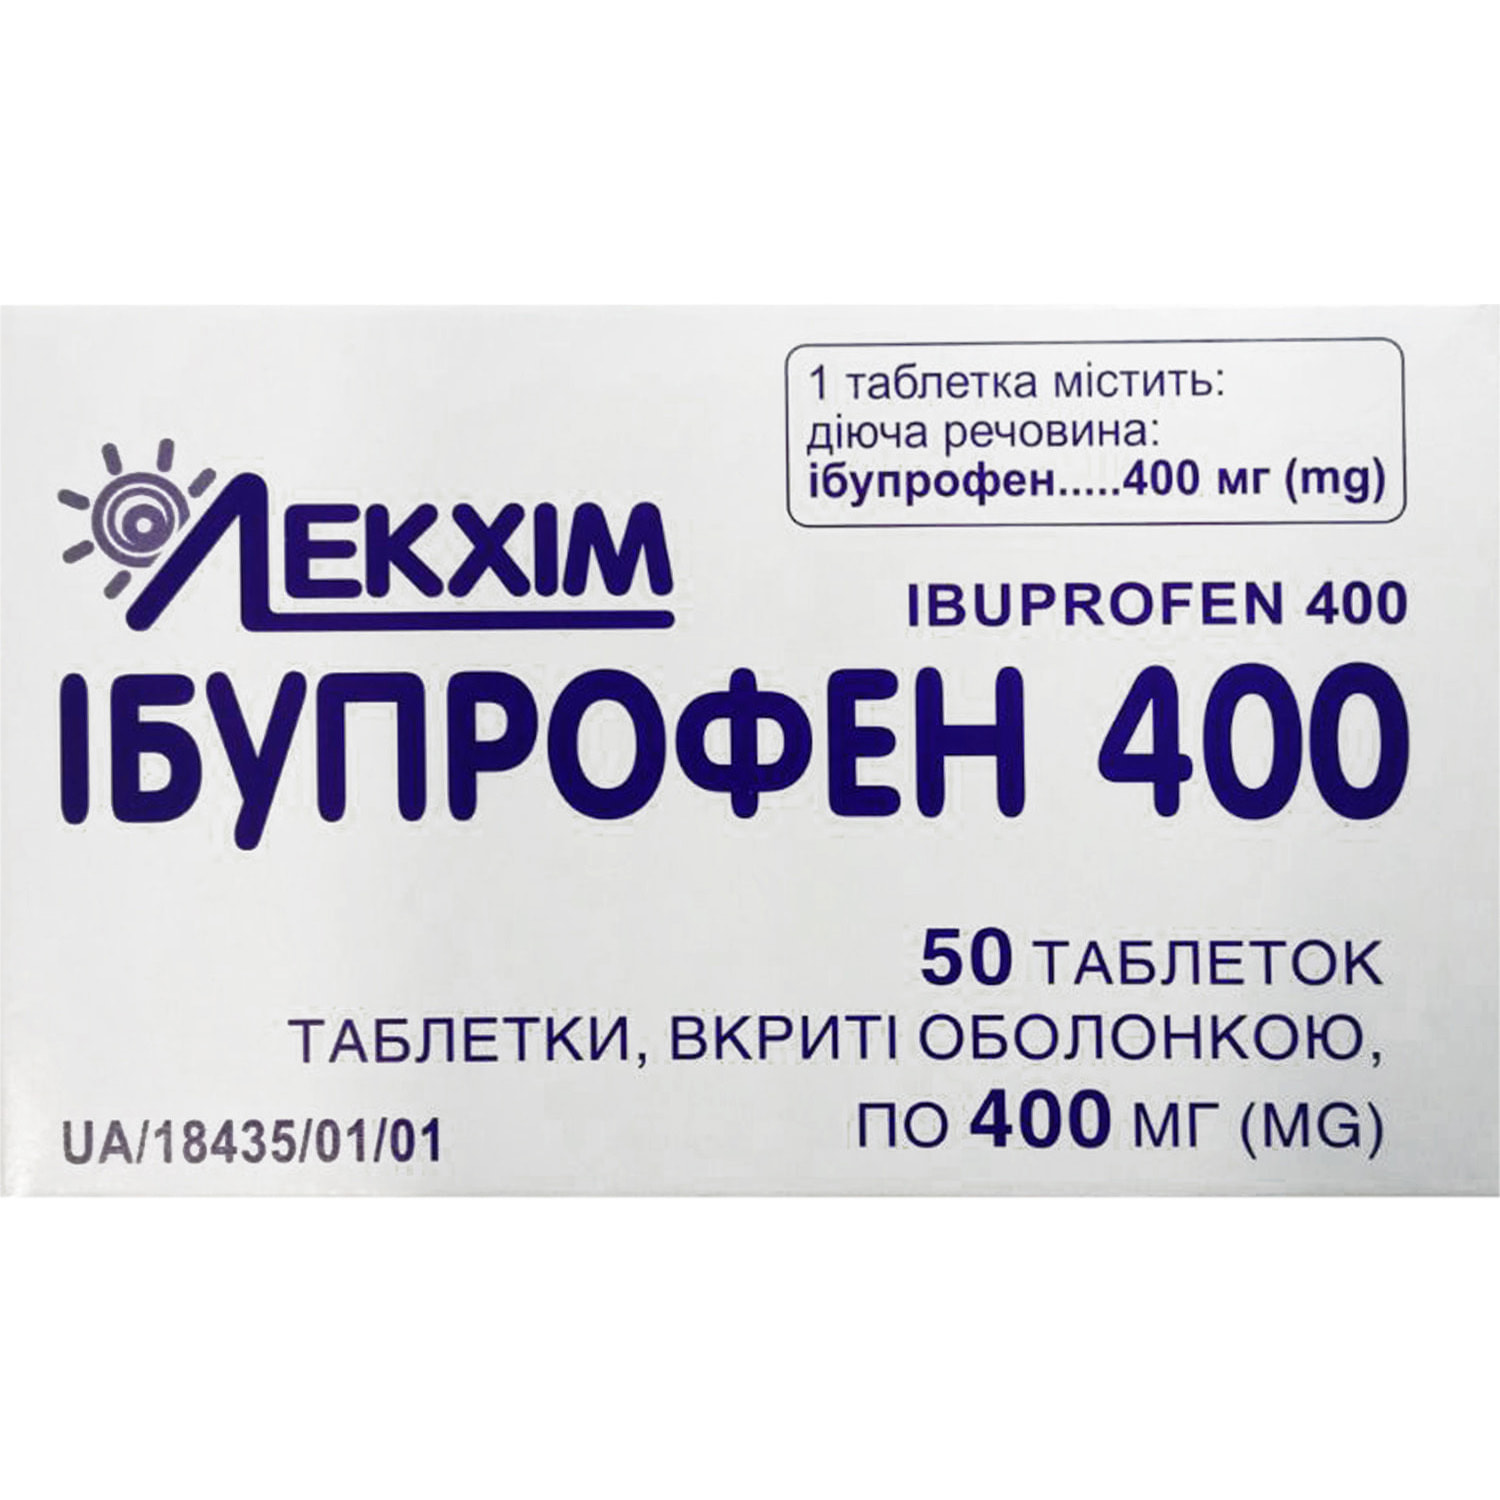 1 таблетка містить:
діюча речовина:
ібупрофен.....400 мг (mg)
ЛЕКХІМ
IBUPROFEN 400
ІБУПРОФЕН 400
50 ТАБЛЕТОК
ТАБЛЕТКИ, ВКРИТІ ОБОЛОНКОЮ,
ПО 400 МГ (MG)
UA/18435/01/01